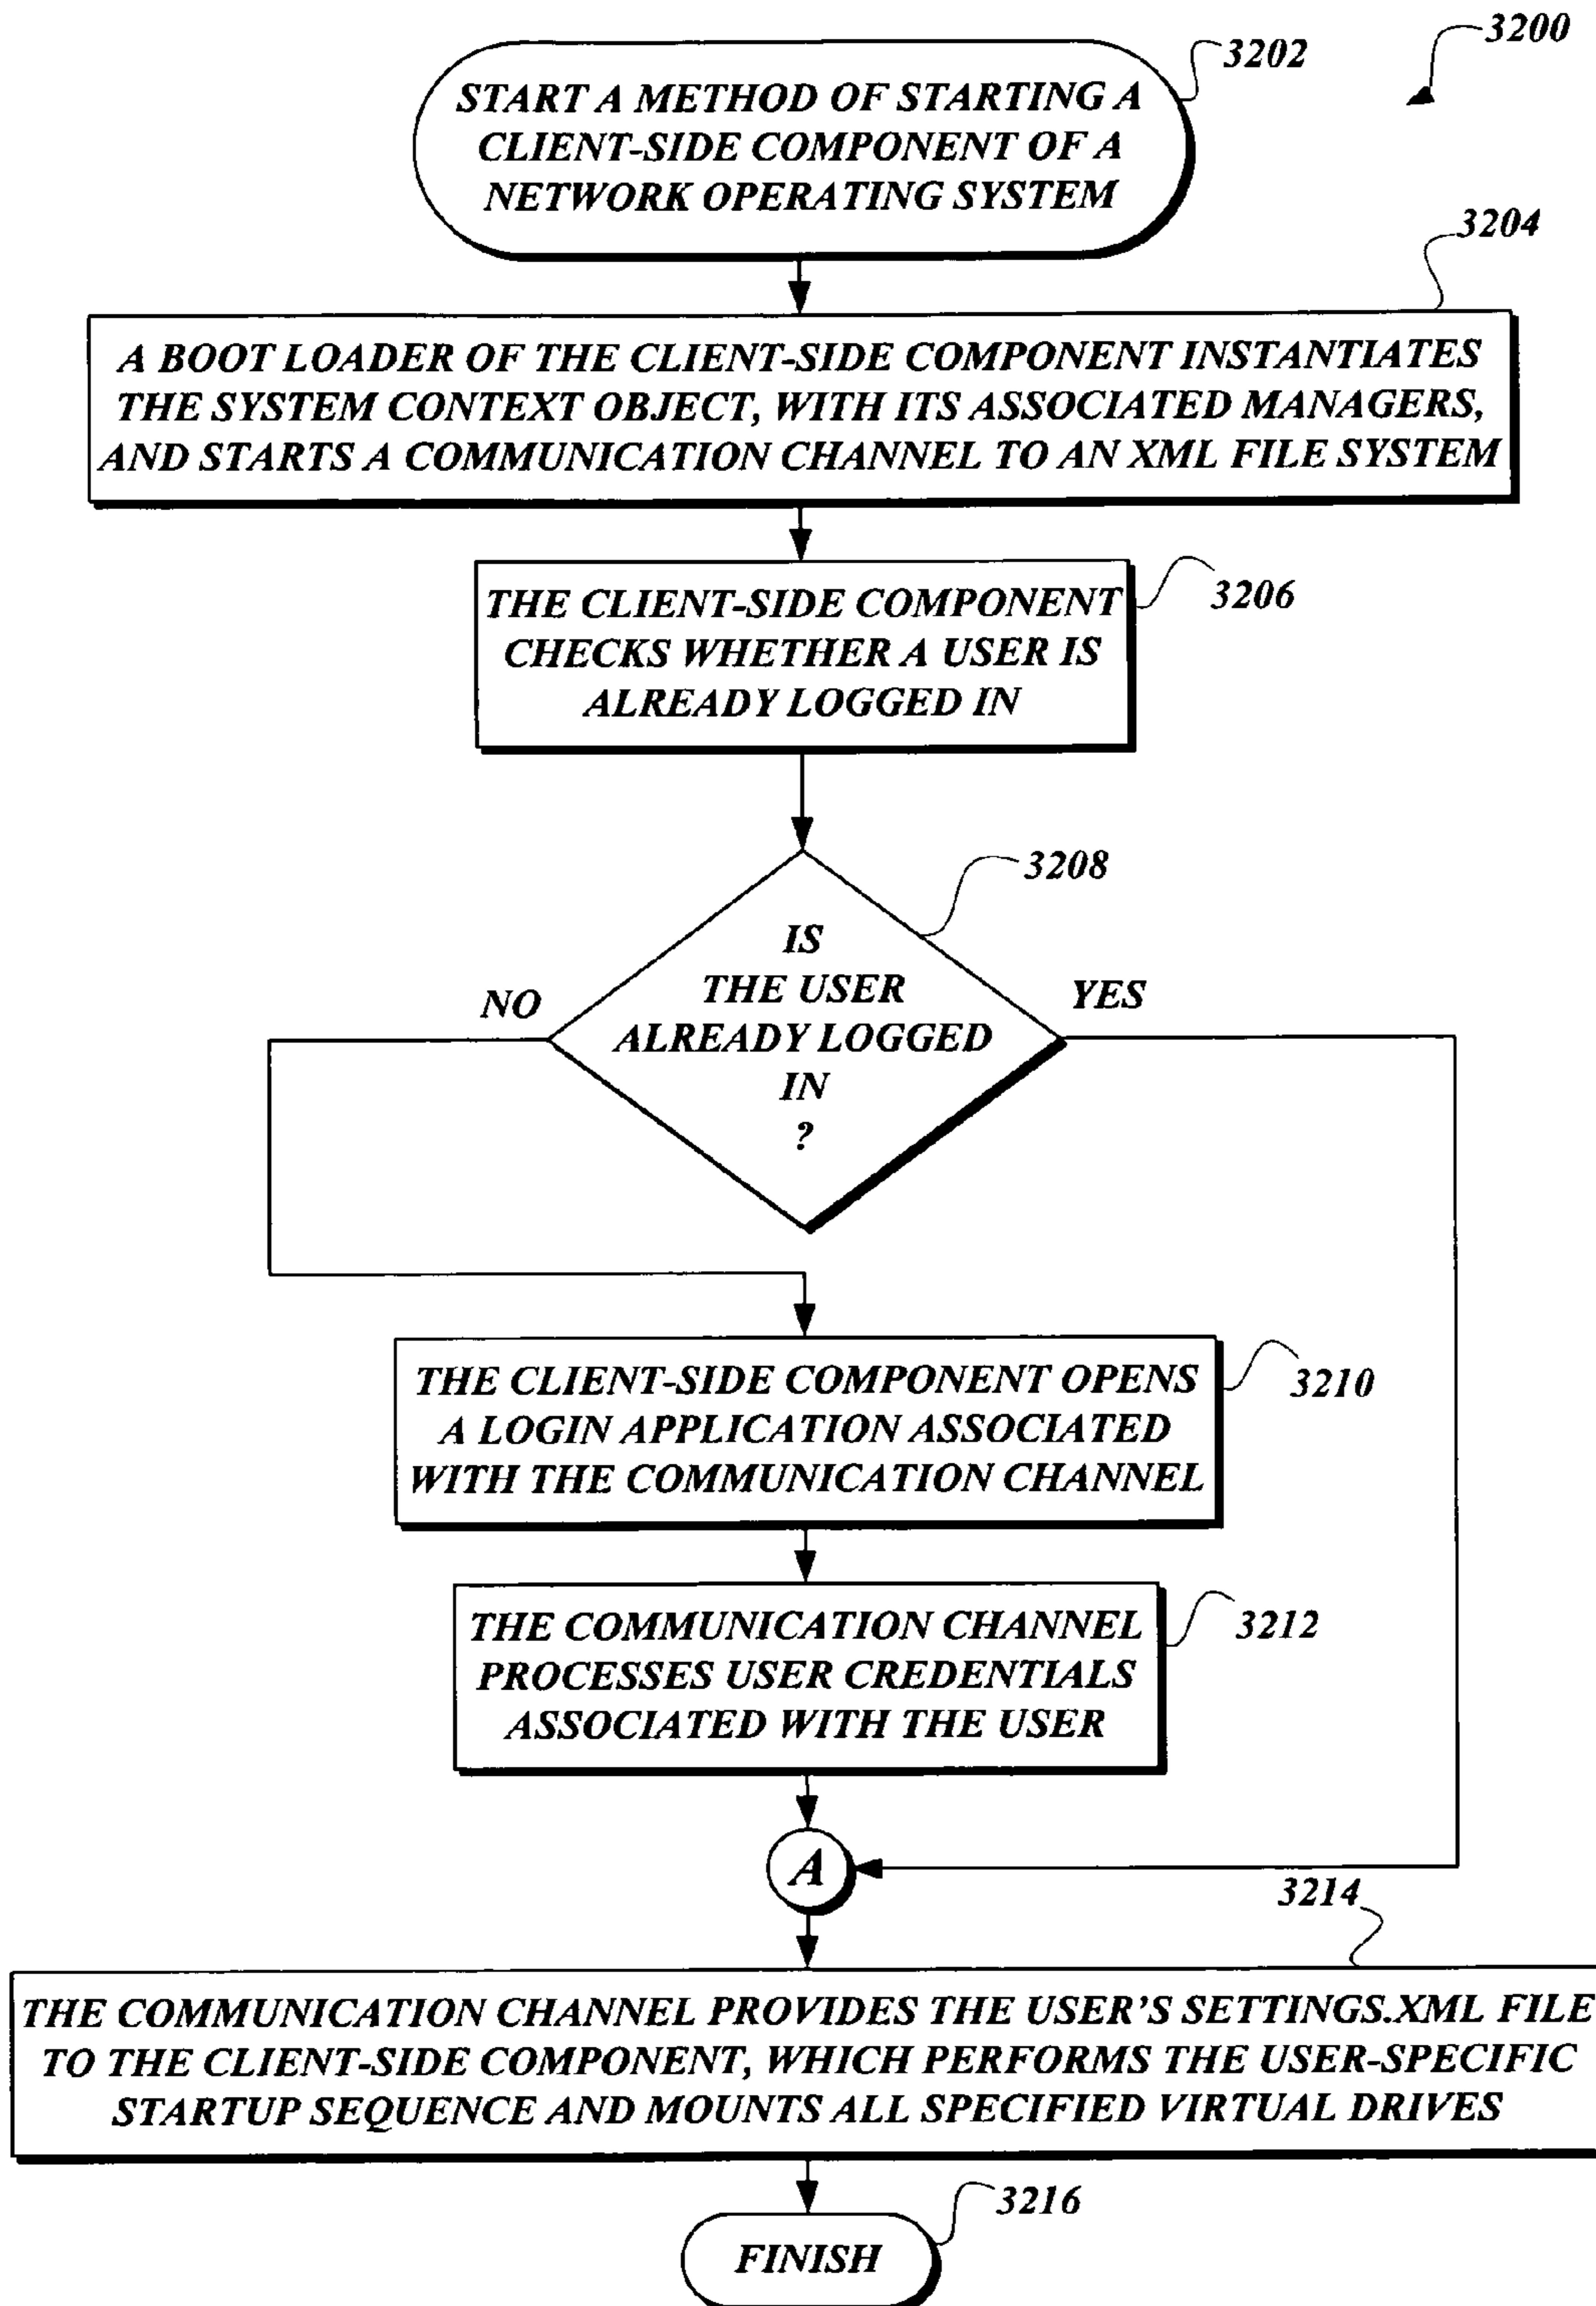 3200
3202
START A METHOD OF STARTING A
CLIENT-SIDE COMPONENT OF A
NETWORK OPERATING SYSTEM
3204
A BOOT LOADER OF THE CLIENT-SIDE COMPONENT INSTANTIATES
THE SYSTEM CONTEXT OBJECT, WITH ITS ASSOCIATED MANAGERS,
AND STARTS A COMMUNICATION CHANNEL TO AN XML FILE SYSTEM
3206
THE CLIENT-SIDE COMPONENT
CHECKS WHETHER A USER IS
ALREADY LOGGED IN
3208
IS
THE USER
ALREADY LOGGED
IN
?
NO
YES
3210
THE CLIENT-SIDE COMPONENT OPENS
A LOGIN APPLICATION ASSOCIATED
WITH THE COMMUNICATION CHANNEL
3212
THE COMMUNICATION CHANNEL
PROCESSES USER CREDENTIALS
ASSOCIATED WITH THE USER
A
3214
THE COMMUNICATION CHANNEL PROVIDES THE USER'S SETTINGS.XML FILE
TO THE CLIENT-SIDE COMPONENT, WHICH PERFORMS THE USER-SPECIFIC
STARTUP SEQUENCE AND MOUNTS ALL SPECIFIED VIRTUAL DRIVES
3216
FINISH